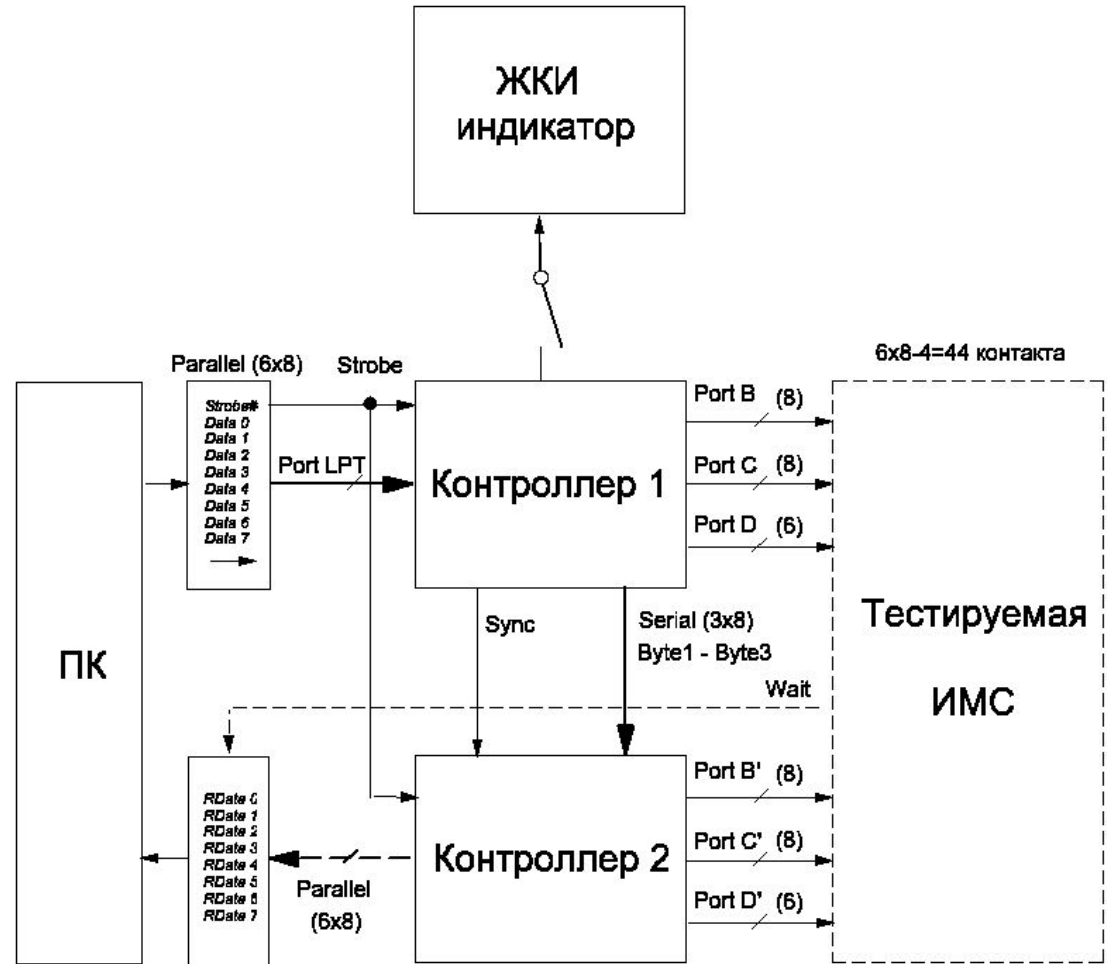 ЖКИ
индикатор
Parallel (6x8)
Strobe
6x8-4=44 контакта
Strobe#
Data 0
Data 1
Data 2
Data 3
Data 4
Data 5
Data 6
Data 7
Port LPT
Контроллер 1
Port B (8)
Port C (8)
Port D (6)
ПК
Sync
Serial (3x8)
Byte1 - Byte3
Тестируемая
ИМС
Wait
RDate 0
RDate 1
RDate 2
RDate 3
RDate 4
RDate 5
RDate 6
RDate 7
Parallel
(6x8)
Контроллер 2
Port B' (8)
Port C' (8)
Port D' (6)